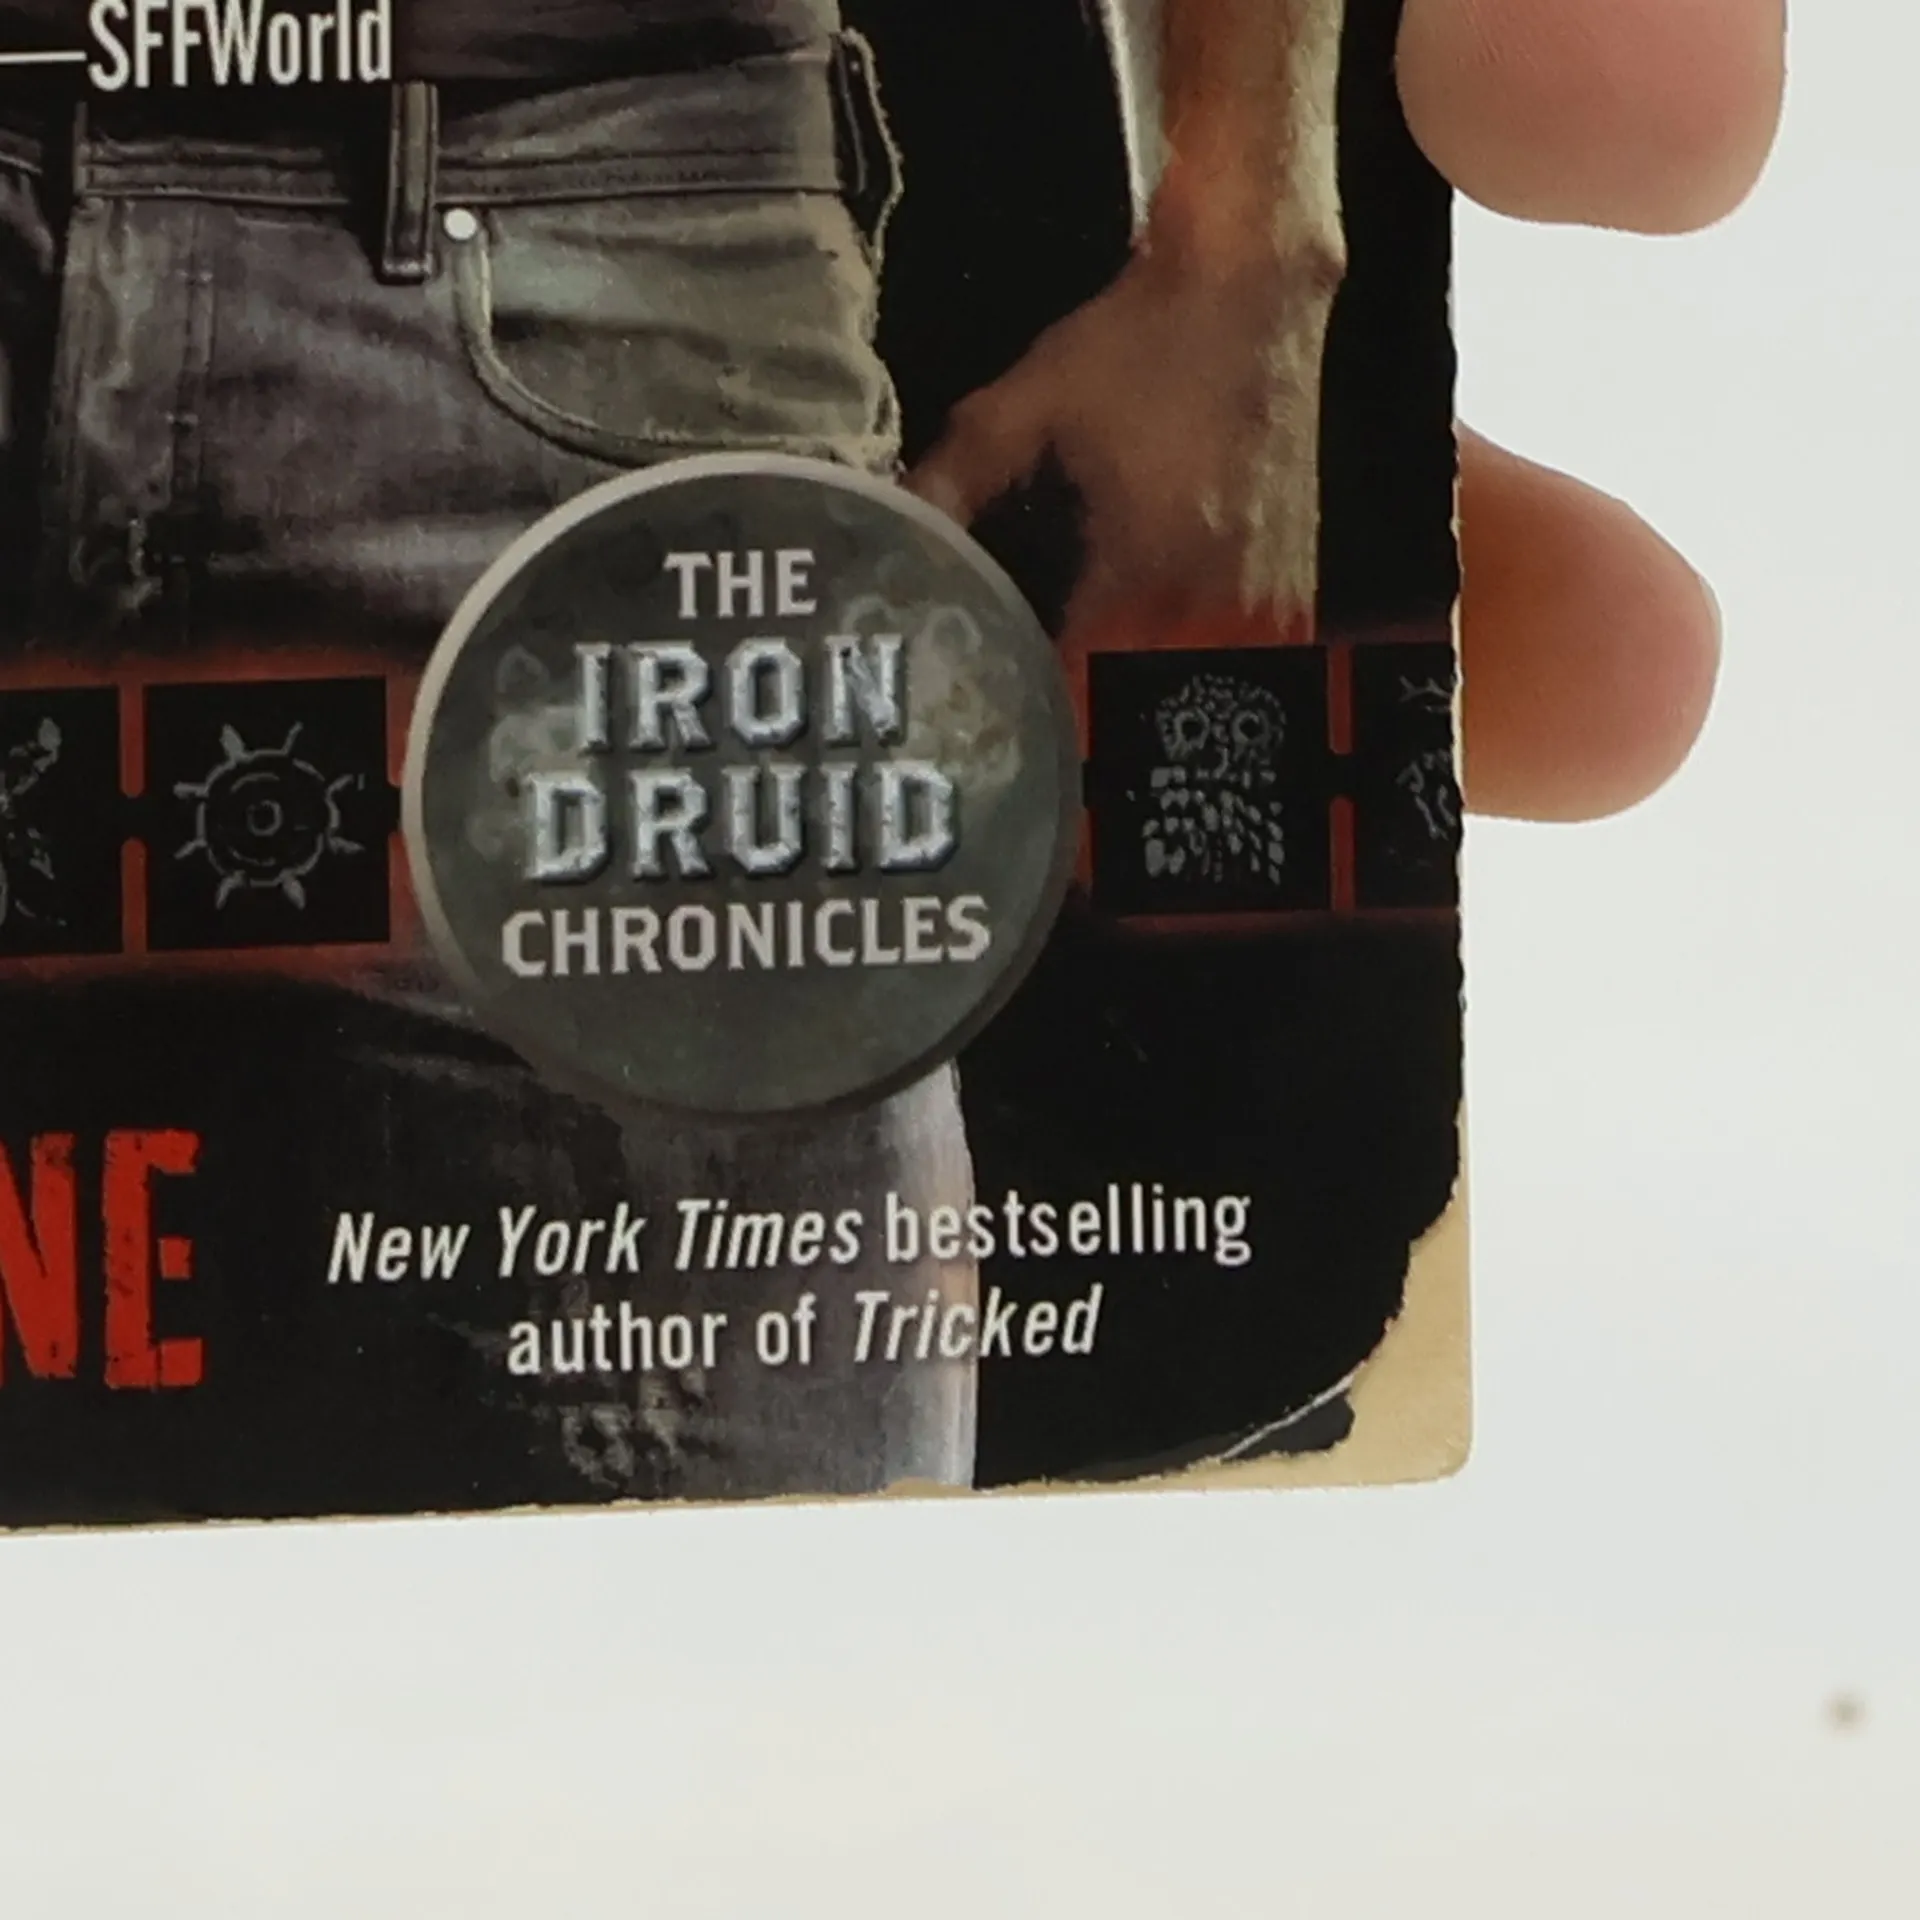 —SFFWorld
THE
IRON
DRUID
CHRONICLES
NE
New York Times bestselling
author of Tricked